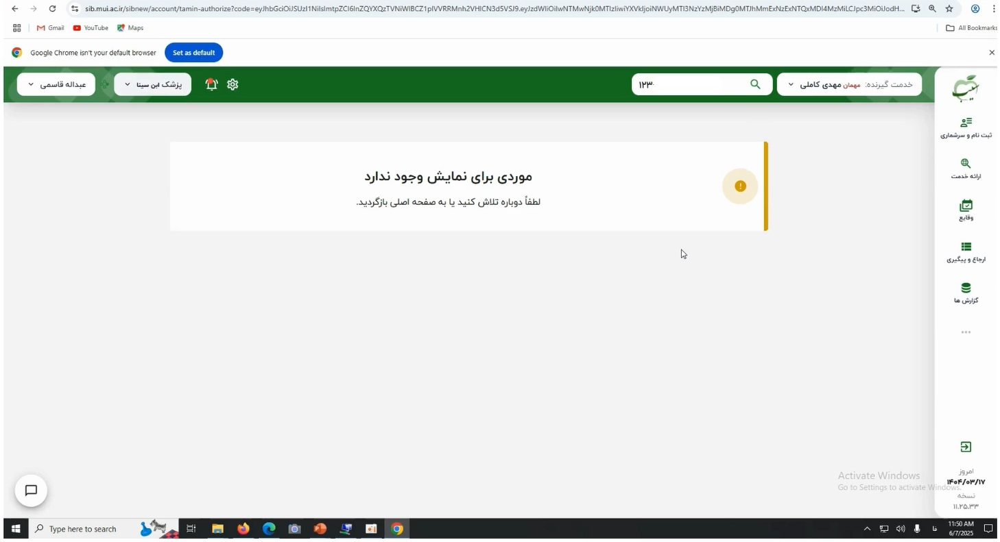 sib.mui.ac.ir/sibnew/account/tamin-authorize?code=
Gmail YouTube Maps All Bookmarks
Google Chrome isn't your default browser Set as default
خدمت گیرنده: مهمان مهدی کاملی
۱۲۳۰
پزشک ابن سینا
عبداله قاسمی
سیب
ثبت نام و سرشماری
ارائه خدمت
وقایع
ارجاع و پیگیری
گزارش ها
موردی برای نمایش وجود ندارد
لطفاً دوباره تلاش کنید یا به صفحه اصلی بازگردید.
Activate Windows
Go to Settings to activate Windows.
امروز
۱۴۰۴/۰۳/۱۷
نسخه
۱۱.۲۵.۳۳
Type here to search
فا
11:50 AM
6/7/2025